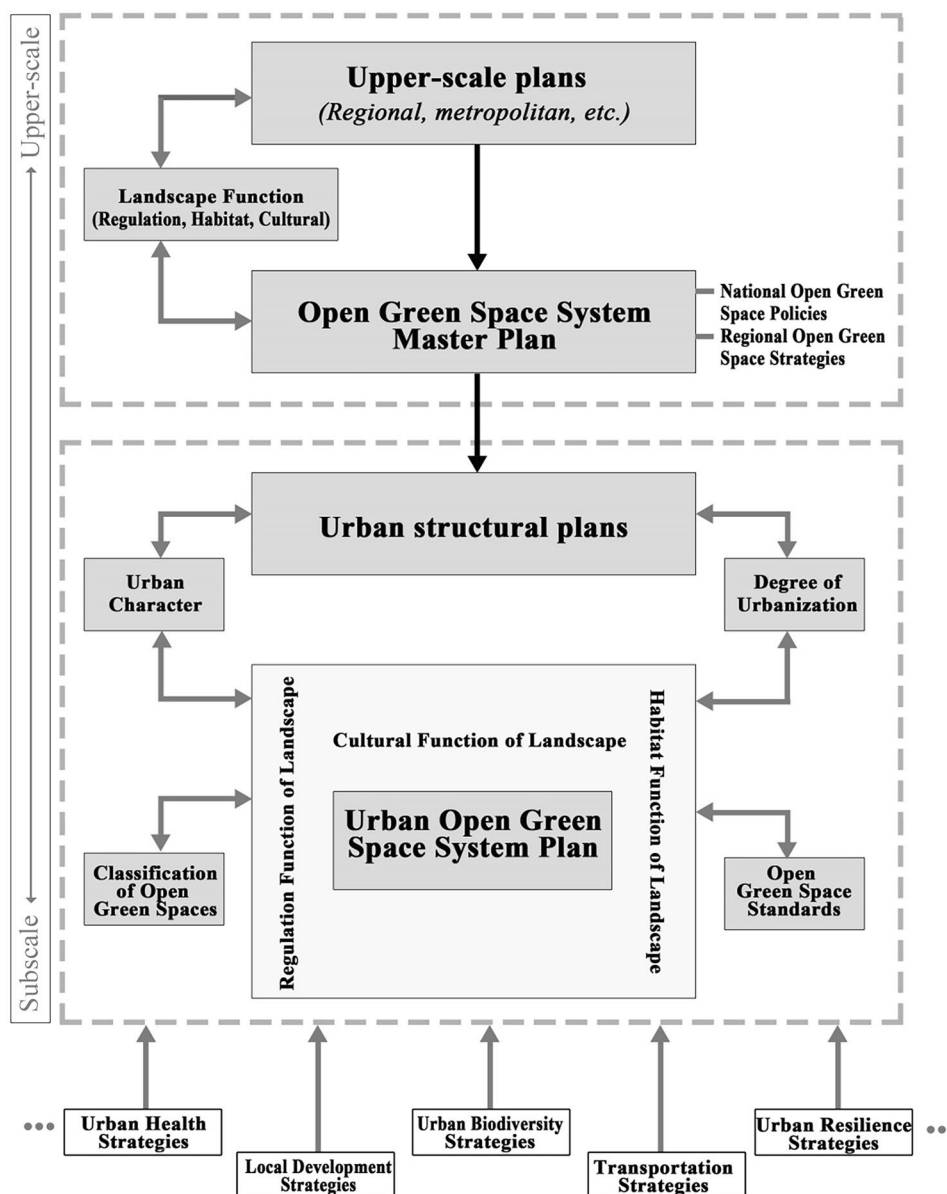 Upper-scale
Subscale
Upper-scale plans
(Regional, metropolitan, etc.)
Landscape Function
(Regulation, Habitat, Cultural)
Open Green Space System
Master Plan
National Open Green
Space Policies
Regional Open Green
Space Strategies
Urban structural plans
Urban
Character
Degree of
Urbanization
Regulation Function of Landscape
Cultural Function of Landscape
Habitat Function of Landscape
Urban Open Green
Space System Plan
Classification
of Open
Green Spaces
Open
Green Space
Standards
Urban Health
Strategies
Local Development
Strategies
Urban Biodiversity
Strategies
Transportation
Strategies
Urban Resilience
Strategies